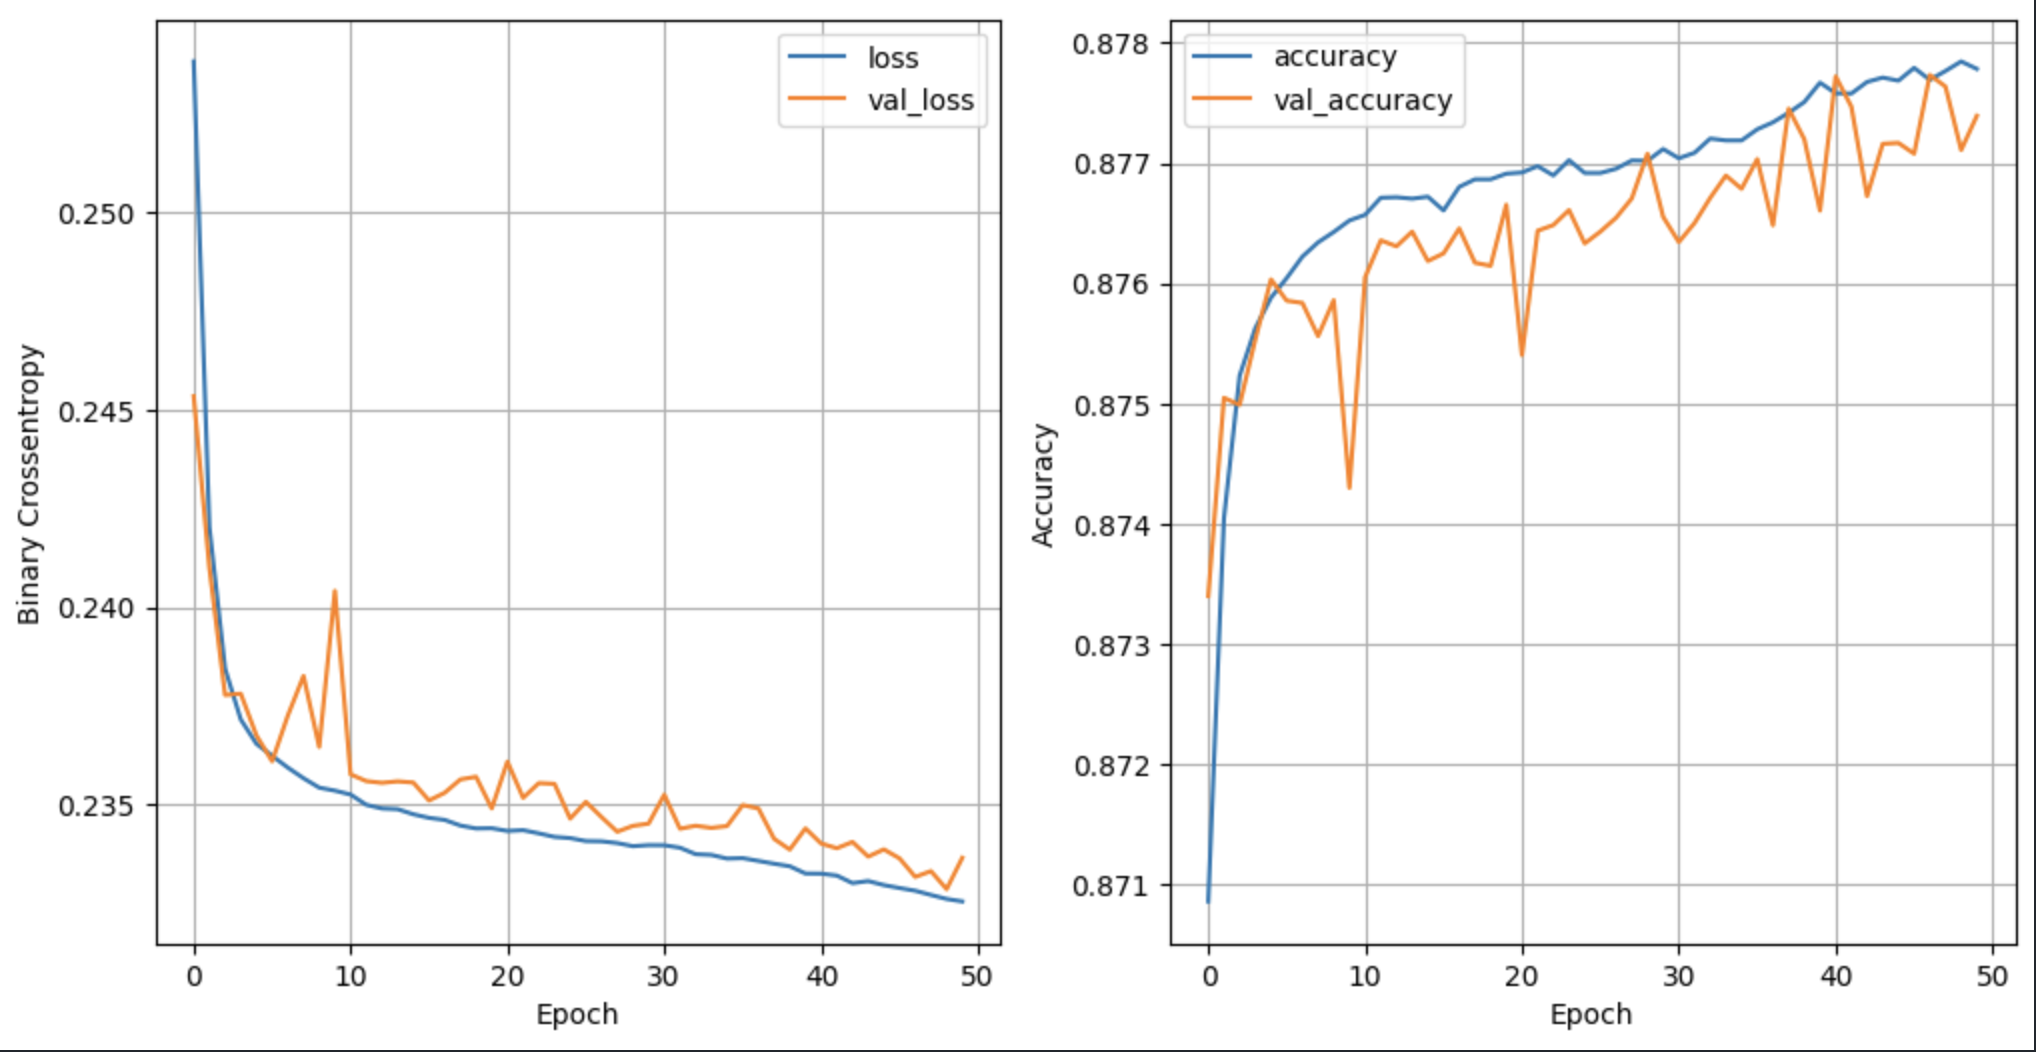 loss
val_loss
0.250
0.245
0.240
0.235
Binary Crossentropy
0 10 20 30 40 50
Epoch
accuracy
val_accuracy
0.878
0.877
0.876
0.875
0.874
0.873
0.872
0.871
Accuracy
0 10 20 30 40 50
Epoch